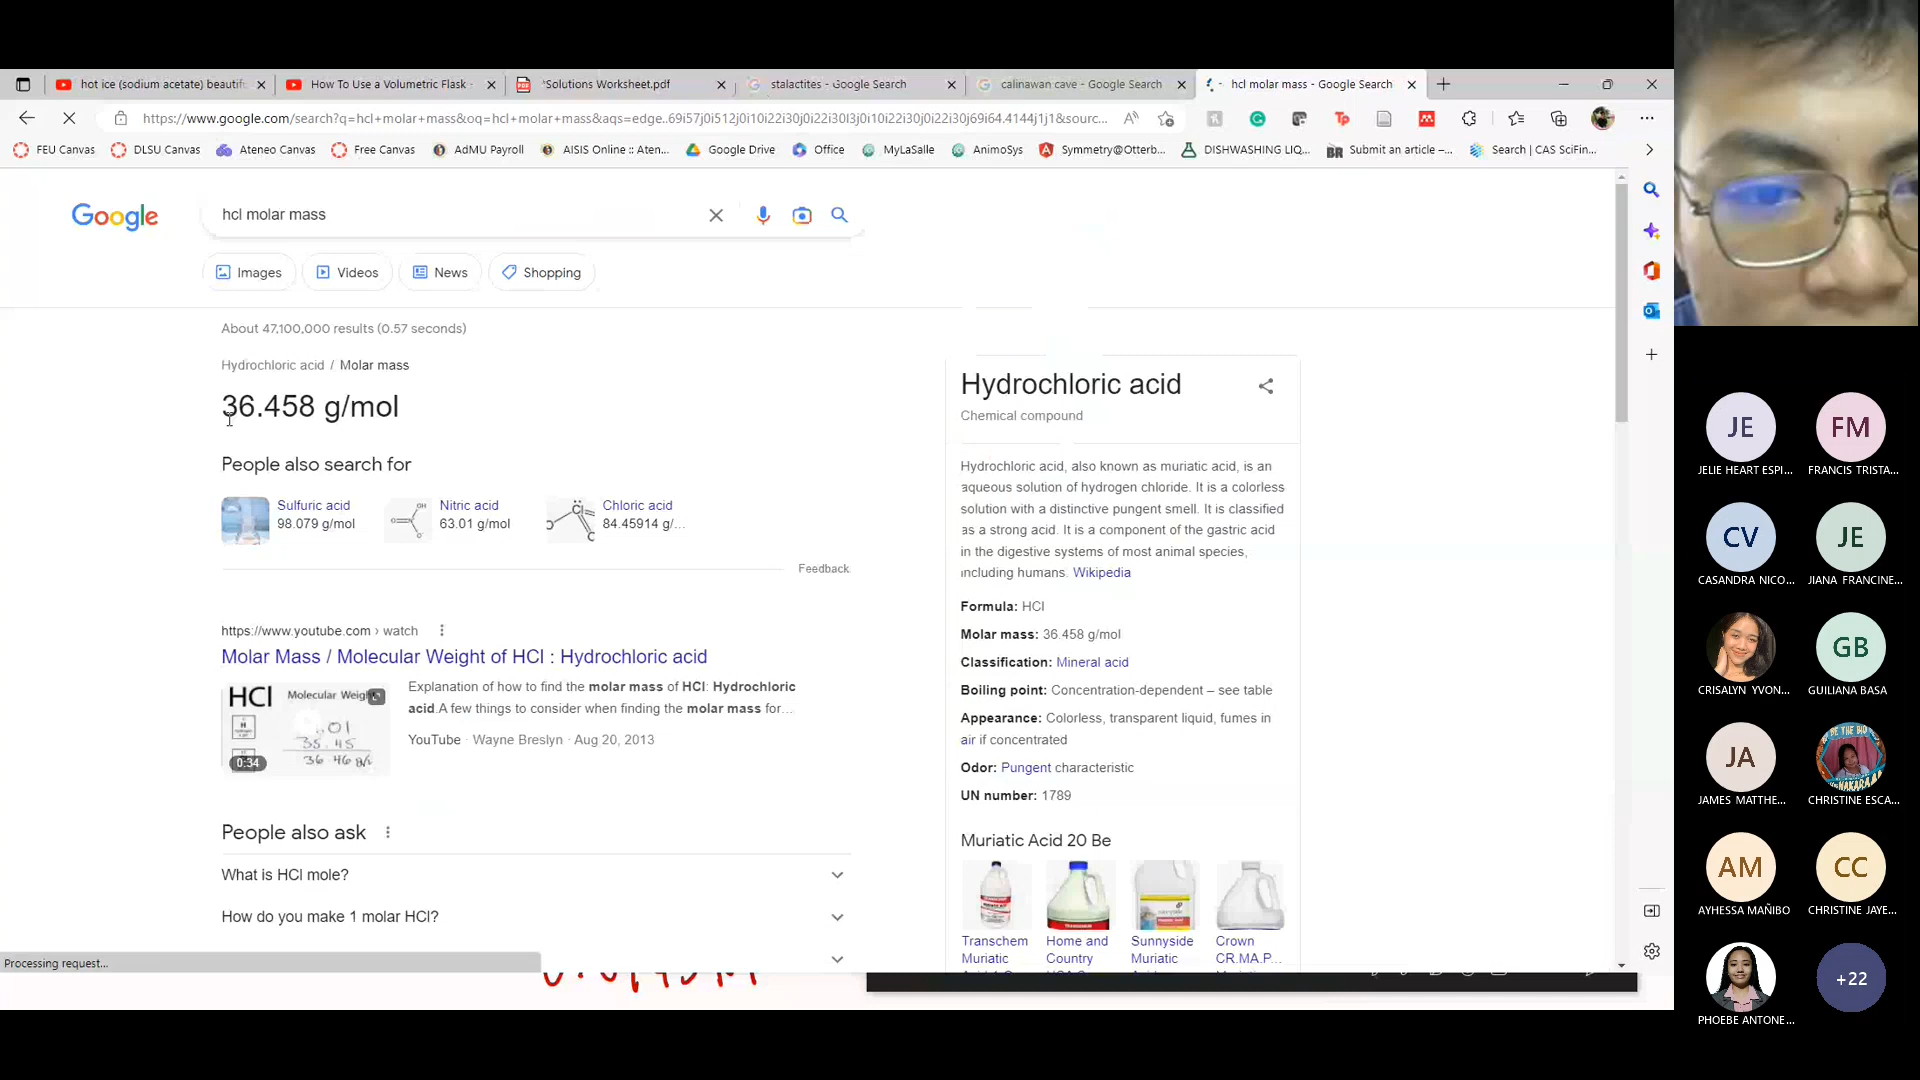 hot ice (sodium acetate) beautif
How To Use a Volumetric Flask
"Solutions Worksheet.pdf
stalactites - Google Search
calinawan cave - Google Search
hcl molar mass - Google Search
https://www.google.com/search?q=hcl+molar+mass&oq=hcl+molar+mass&aqs=edge..69i57j0i512j0i10i22i30j0i22i30l3j0i10i22i30j0i22i30j69i64.4144j1j1&sourc...
FEU Canvas
DLSU Canvas
Ateneo Canvas
Free Canvas
AdMU Payroll
AISIS Online :: Aten...
Google Drive
Office
MyLaSalle
AnimoSys
Symmetry@Otterb...
DISHWASHING LIQ...
Submit an article –...
Search | CAS SciFin...
Google
hcl molar mass
Images
Videos
News
Shopping
About 47,100,000 results (0.57 seconds)
Hydrochloric acid / Molar mass
36.458 g/mol
People also search for
Sulfuric acid
98.079 g/mol
Nitric acid
63.01 g/mol
Chloric acid
84.45914 g/...
Feedback
https://www.youtube.com › watch
Molar Mass / Molecular Weight of HCl : Hydrochloric acid
HCl Molecular Weigh
35.45
36.46 g/
0:34
Explanation of how to find the molar mass of HCl: Hydrochloric
acid.A few things to consider when finding the molar mass for...
YouTube · Wayne Breslyn · Aug 20, 2013
People also ask
What is HCl mole?
How do you make 1 molar HCl?
Processing request...
Hydrochloric acid
Chemical compound
Hydrochloric acid, also known as muriatic acid, is an
aqueous solution of hydrogen chloride. It is a colorless
solution with a distinctive pungent smell. It is classified
as a strong acid. It is a component of the gastric acid
in the digestive systems of most animal species,
including humans. Wikipedia
Formula: HCl
Molar mass: 36.458 g/mol
Classification: Mineral acid
Boiling point: Concentration-dependent – see table
Appearance: Colorless, transparent liquid, fumes in
air if concentrated
Odor: Pungent characteristic
UN number: 1789
Muriatic Acid 20 Be
Transchem
Muriatic
Home and
Country
Sunnyside
Muriatic
Crown
CR.MA.P...
JE
JELIE HEART ESPI...
FM
FRANCIS TRISTA...
CV
CASANDRA NICO...
JE
JIANA FRANCINE...
CRISALYN YVON...
GB
GUILIANA BASA
JA
JAMES MATTHE...
CHRISTINE ESCA...
AM
AYHESSA MAÑIBO
CC
CHRISTINE JAYE...
PHOEBE ANTONE...
+22